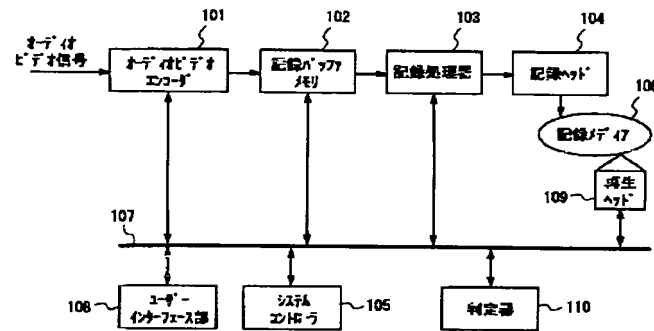 101
102
103
104
オーディオ
ビデオ信号
オーディオビデオ
エンコーダ
記録バッファ
メモリ
記録処理器
記録ヘッド
106
記録メディア
再生
ヘッド
109
107
ユーザー
インターフェース部
108
システム
コントローラ
105
判定器
110